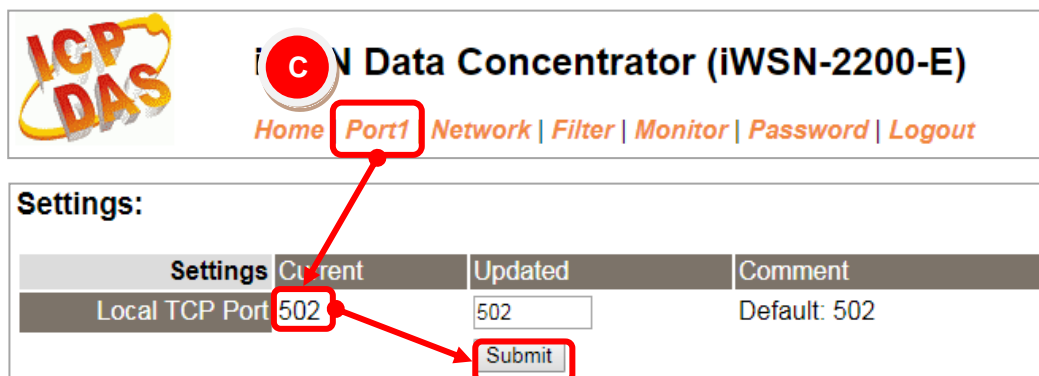 ICP
DAS
i C N Data Concentrator (iWSN-2200-E)
Home Port1 Network | Filter | Monitor | Password | Logout
Settings:
Settings Current Updated Comment
Local TCP Port 502 502 Default: 502
Submit